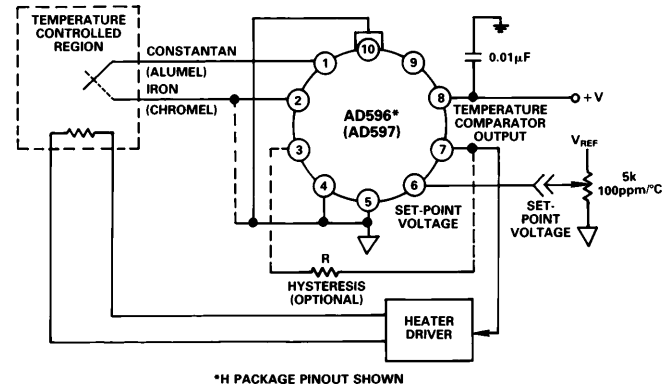 TEMPERATURE
CONTROLLED
REGION
CONSTANTAN
(ALUMEL)
IRON
(CHROMEL)
1
2
3
4
5
6
7
8
9
10
AD596*
(AD597)
0.01μF
+V
TEMPERATURE
COMPARATOR
OUTPUT
VREF
5k
100ppm/°C
SET-POINT
VOLTAGE
SET-
POINT
VOLTAGE
R
HYSTERESIS
(OPTIONAL)
HEATER
DRIVER
*H PACKAGE PINOUT SHOWN